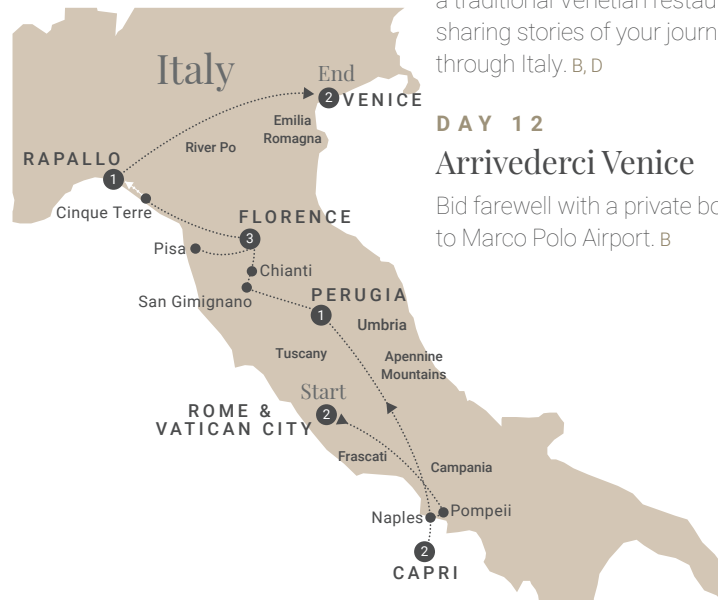 a traditional Venetian
sharing stories of your
through Italy. B, D
DAY 12
Arrivederci Venice
Bid farewell with a private
to Marco Polo Airport. B
Italy
End
2 VENICE
Emilia
Romagna
River Po
RAPALLO
1
Cinque Terre
FLORENCE
3
Pisa
Chianti
San Gimignano
PERUGIA
1
Umbria
Tuscany
Apennine
Mountains
Start
ROME &
VATICAN CITY
2
Frascati
Campania
Naples
Pompeii
2
CAPRI